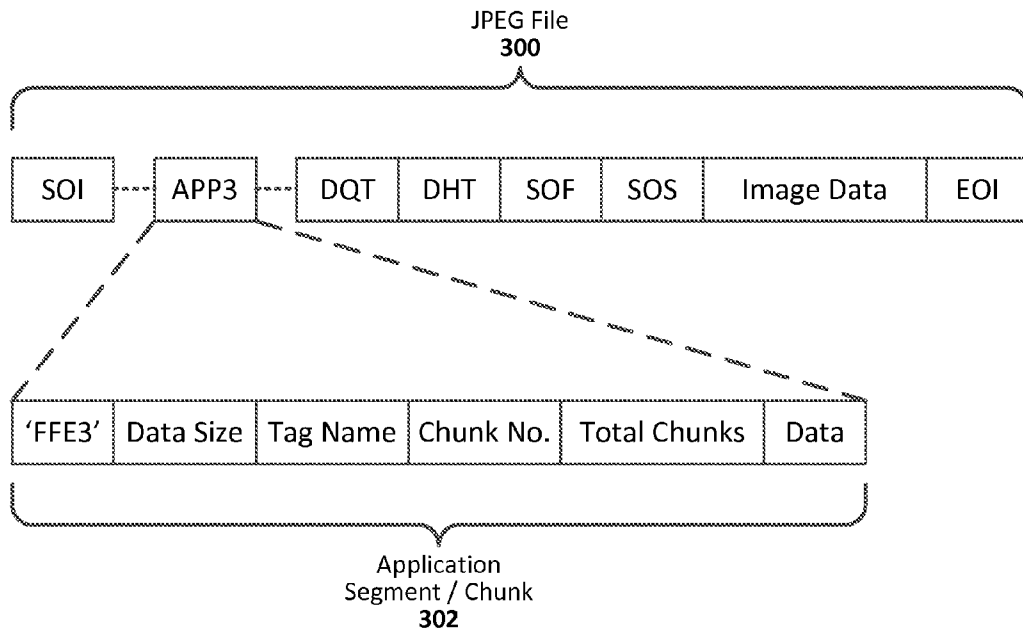 JPEG File
300
SOI APP3 DQT DHT SOF SOS Image Data EOI
‘FFE3’ Data Size Tag Name Chunk No. Total Chunks Data
Application
Segment / Chunk
302